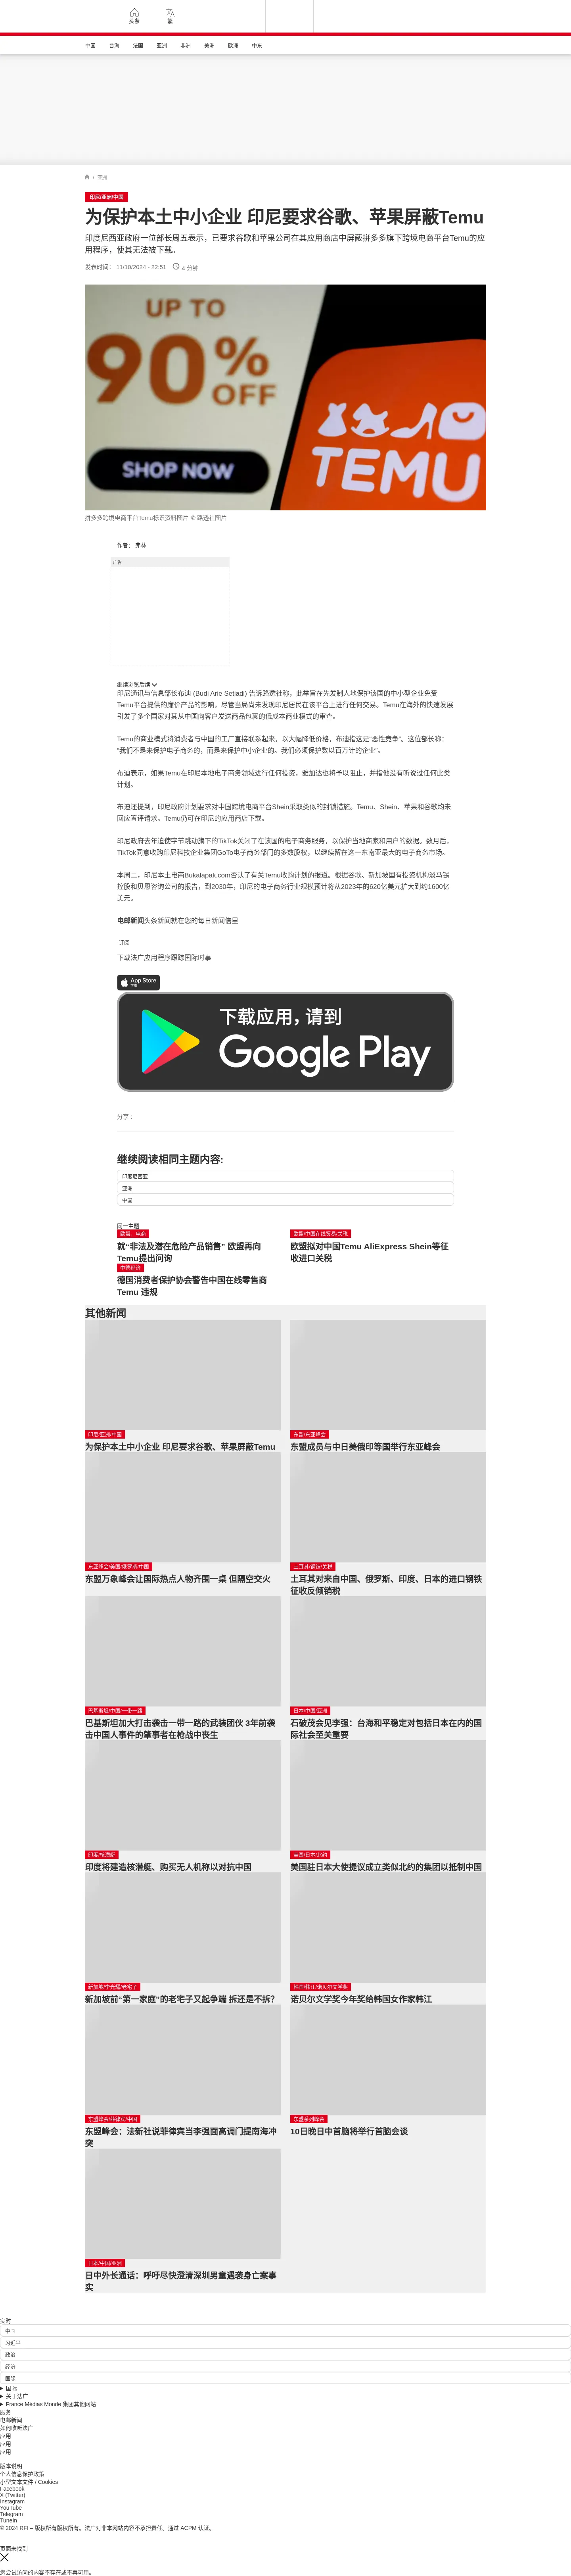 头条
繁
中国
台海
法国
亚洲
非洲
美洲
欧洲
中东
/ 亚洲
印尼/亚洲/中国
为保护本土中小企业 印尼要求谷歌、苹果屏蔽Temu
印度尼西亚政府一位部长周五表示，已要求谷歌和苹果公司在其应用商店中屏蔽拼多多旗下跨境电商平台Temu的应
用程序，使其无法被下载。
发表时间： 11/10/2024 - 22:51 4 分钟
UP TO
90%
OFF
SHOP NOW
TEMU
拼多多跨境电商平台Temu标识资料图片 © 路透社图片
作者： 弗林
广告
继续浏览后续
印尼通讯与信息部长布迪 (Budi Arie Setiadi) 告诉路透社称，此举旨在先发制人地保护该国的中小型企业免受
Temu平台提供的廉价产品的影响，尽管当局尚未发现印尼居民在该平台上进行任何交易。Temu在海外的快速发展
引发了多个国家对其从中国向客户发送商品包裹的低成本商业模式的审查。
Temu的商业模式将消费者与中国的工厂直接联系起来，以大幅降低价格，布迪指这是“恶性竞争”。这位部长称：
“我们不是来保护电子商务的，而是来保护中小企业的。我们必须保护数以百万计的企业”。
布迪表示，如果Temu在印尼本地电子商务领域进行任何投资，雅加达也将予以阻止，并指他没有听说过任何此类
计划。
布迪还提到，印尼政府计划要求对中国跨境电商平台Shein采取类似的封锁措施。Temu、Shein、苹果和谷歌均未
回应置评请求。Temu仍可在印尼的应用商店下载。
印尼政府去年迫使字节跳动旗下的TikTok关闭了在该国的电子商务服务，以保护当地商家和用户的数据。数月后，
TikTok同意收购印尼科技企业集团GoTo电子商务部门的多数股权，以继续留在这一东南亚最大的电子商务市场。
本周二，印尼本土电商Bukalapak.com否认了有关Temu收购计划的报道。根据谷歌、新加坡国有投资机构淡马锡
控股和贝恩咨询公司的报告，到2030年，印尼的电子商务行业规模预计将从2023年的620亿美元扩大到约1600亿
美元。
电邮新闻头条新闻就在您的每日新闻信里
订阅
下载法广应用程序跟踪国际时事
App Store
下载
下载应用，请到
Google Play
分享 :
继续阅读相同主题内容:
印度尼西亚
亚洲
中国
同一主题
欧盟、电商
就“非法及潜在危险产品销售” 欧盟再向
Temu提出问询
欧盟/中国在线贸易/关税
欧盟拟对中国Temu AliExpress Shein等征
收进口关税
中德经济
德国消费者保护协会警告中国在线零售商
Temu 违规
其他新闻
印尼/亚洲/中国
为保护本土中小企业 印尼要求谷歌、苹果屏蔽Temu
东盟/东亚峰会
东盟成员与中日美俄印等国举行东亚峰会
东亚峰会/美国/俄罗斯/中国
东盟万象峰会让国际热点人物齐围一桌 但隔空交火
土耳其/钢铁/关税
土耳其对来自中国、俄罗斯、印度、日本的进口钢铁
征收反倾销税
巴基斯坦/中国/一带一路
巴基斯坦加大打击袭击一带一路的武装团伙 3年前袭
击中国人事件的肇事者在枪战中丧生
日本/中国/亚洲
石破茂会见李强：台海和平稳定对包括日本在内的国
际社会至关重要
印度/核潜艇
印度将建造核潜艇、购买无人机称以对抗中国
美国/日本/北约
美国驻日本大使提议成立类似北约的集团以抵制中国
新加坡/李光耀/老宅子
新加坡前“第一家庭”的老宅子又起争端 拆还是不拆？
韩国/韩江/诺贝尔文学奖
诺贝尔文学奖今年奖给韩国女作家韩江
东盟峰会/菲律宾/中国
东盟峰会：法新社说菲律宾当李强面高调门提南海冲
突
东盟系列峰会
10日晚日中首脑将举行首脑会谈
日本/中国/亚洲
日中外长通话：呼吁尽快澄清深圳男童遇袭身亡案事
实
实时
中国
习近平
政治
经济
国际
国际
关于法广
France Médias Monde 集团其他网站
服务
电邮新闻
如何收听法广
应用
应用
应用
版本说明
个人信息保护政策
小型文本文件 / Cookies
Facebook
X (Twitter)
Instagram
YouTube
Telegram
TuneIn
© 2024 RFI – 版权所有版权所有。法广对非本网站内容不承担责任。通过 ACPM 认证。
页面未找到
您尝试访问的内容不存在或不再可用。